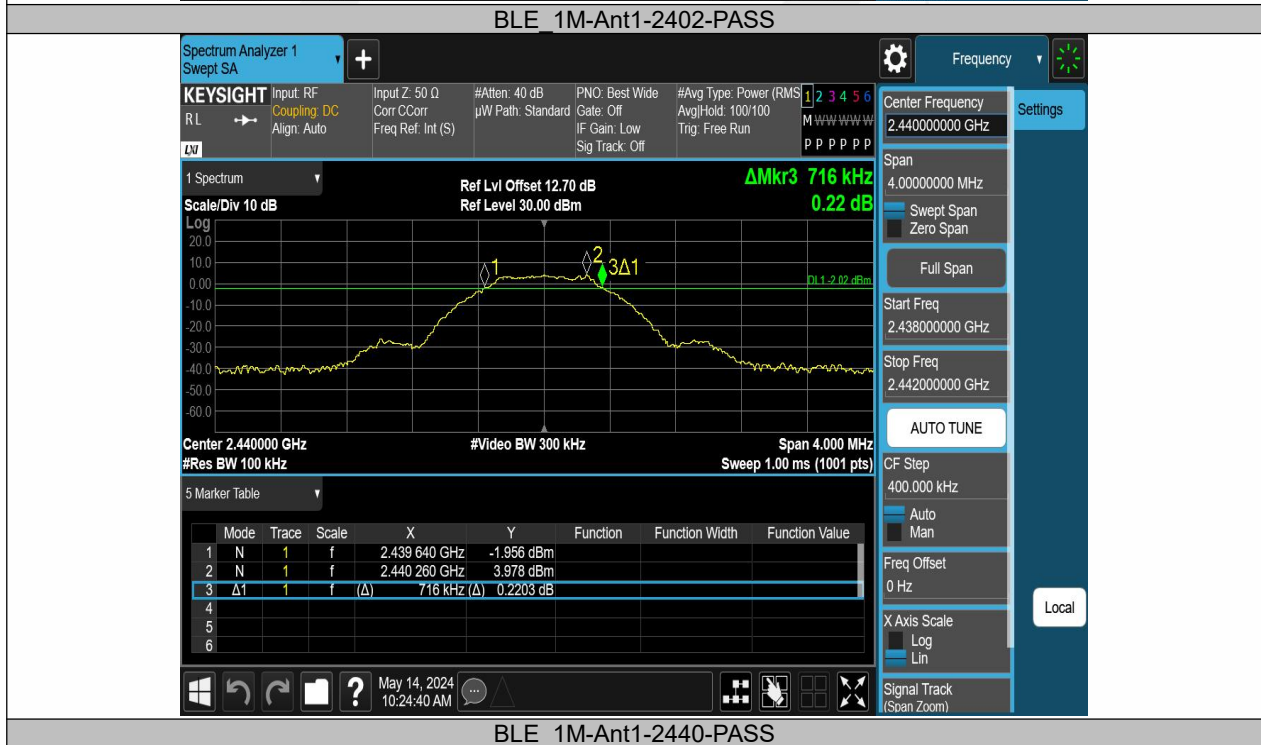 BLE_1M-Ant1-2402-PASS
Spectrum Analyzer 1
Swept SA
+
Frequency
KEYSIGHT
RL
LXI
Input: RF
Coupling: DC
Align: Auto
Input Z: 50 Ω
Corr CCorr
Freq Ref: Int (S)
#Atten: 40 dB
µW Path: Standard
PNO: Best Wide
Gate: Off
IF Gain: Low
Sig Track: Off
#Avg Type: Power (RMS
Avg|Hold: 100/100
Trig: Free Run
1 2 3 4 5 6
M W W W W W
P P P P P P
1 Spectrum
Scale/Div 10 dB
Ref Lvl Offset 12.70 dB
Ref Level 30.00 dBm
ΔMkr3 716 kHz
0.22 dB
Log
20.0
10.0
0.00
-10.0
-20.0
-30.0
-40.0
-50.0
-60.0
1
2
3Δ1
DL1 -2.02 dBm
Center 2.440000 GHz
#Res BW 100 kHz
#Video BW 300 kHz
Span 4.000 MHz
Sweep 1.00 ms (1001 pts)
5 Marker Table
Mode Trace Scale X Y Function Function Width Function Value
1 N 1 f 2.439 640 GHz -1.956 dBm
2 N 1 f 2.440 260 GHz 3.978 dBm
3 Δ1 1 f (Δ) 716 kHz (Δ) 0.2203 dB
4
5
6
?
May 14, 2024
10:24:40 AM
Center Frequency
2.440000000 GHz
Settings
Span
4.00000000 MHz
Swept Span
Zero Span
Full Span
Start Freq
2.438000000 GHz
Stop Freq
2.442000000 GHz
AUTO TUNE
CF Step
400.000 kHz
Auto
Man
Freq Offset
0 Hz
Local
X Axis Scale
Log
Lin
Signal Track
(Span Zoom)
BLE_1M-Ant1-2440-PASS